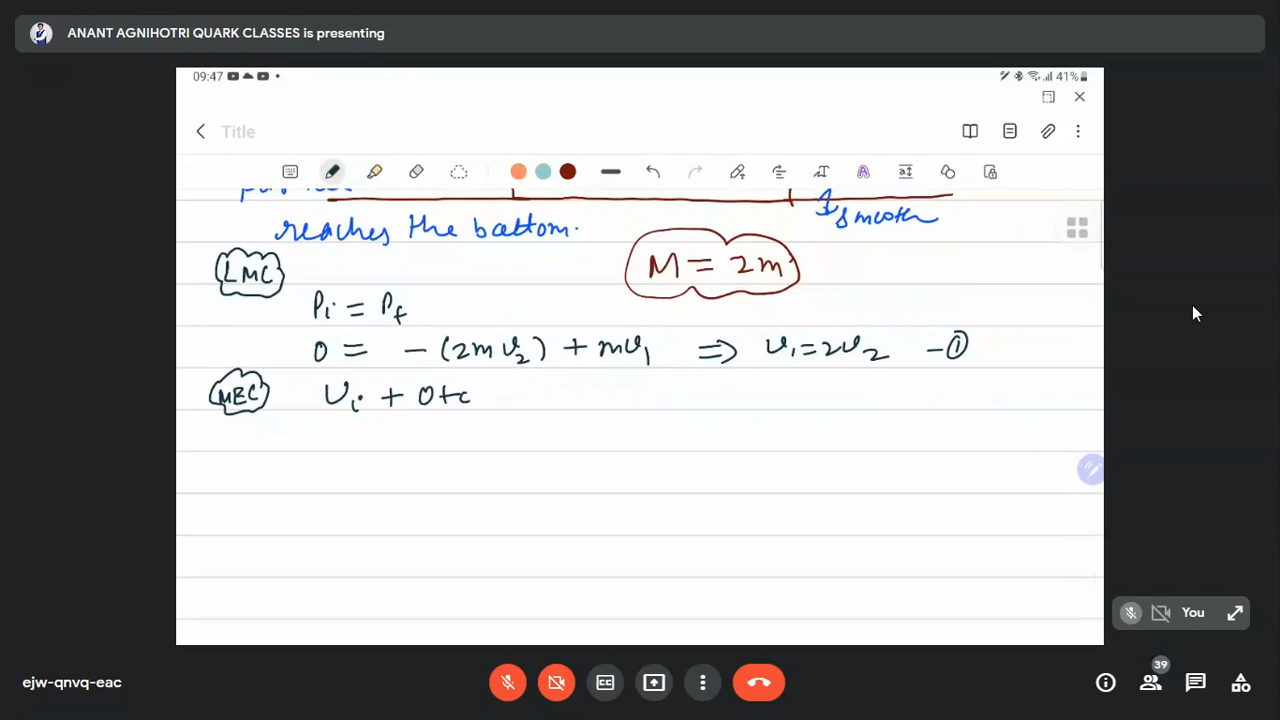 ANANT AGNIHOTRI QUARK CLASSES is presenting
09:47
41%
Title
reaches the bottom.
smooth
M = 2m
LMC
Pi = Pf
0 = - (2m v2) + mv1 ⇒ v1 = 2v2 - ①
MEC
Ui + 0 + c
You
ejw-qnvq-eac
CC
39